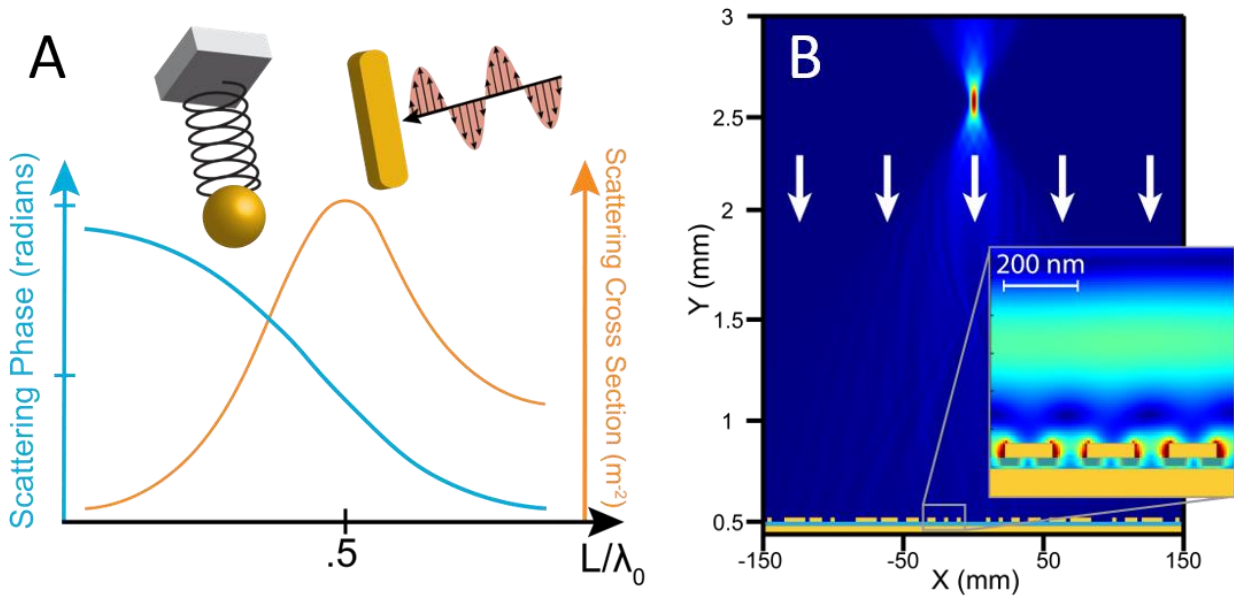 A
Scattering Phase (radians)
Scattering Cross Section (m⁻²)
.5
L/λ₀
B
3
2.5
2
1.5
1
0.5
Y (mm)
200 nm
-150
-50
50
150
X (mm)